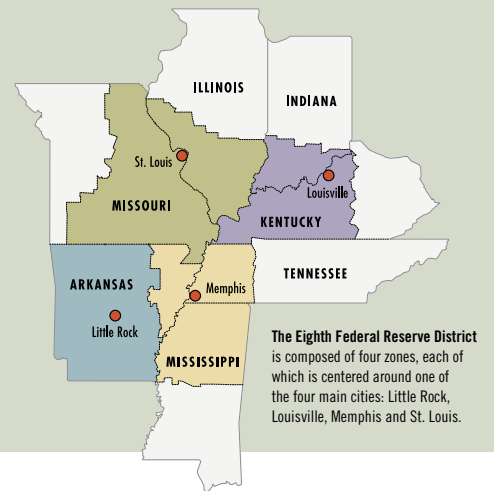 ILLINOIS
INDIANA
St. Louis
Louisville
MISSOURI
KENTUCKY
TENNESSEE
ARKANSAS
Memphis
Little Rock
MISSISSIPPI
The Eighth Federal Reserve District
is composed of four zones, each of
which is centered around one of
the four main cities: Little Rock,
Louisville, Memphis and St. Louis.